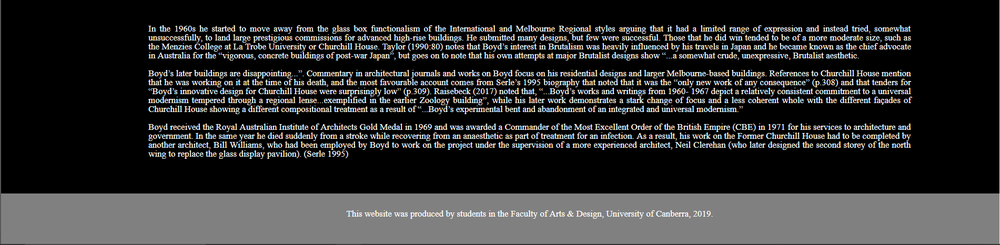 In the 1960s he started to move away from the glass box functionalism of the International and Melbourne Regional styles arguing that it had a limited range of expression and instead tried, somewhat
unsuccessfully, to land large prestigious commissions for advanced high-rise buildings. He submitted many designs, but few were successful. Those that he did win tended to be of a more moderate size, such as
the Menzies College at La Trobe University or Churchill House. Taylor (1990:80) notes that Boyd’s interest in Brutalism was heavily influenced by his travels in Japan and he became known as the chief advocate
in Australia for the “vigorous, concrete buildings of post-war Japan”, but goes on to note that his own attempts at major Brutalist designs show “...a somewhat crude, unexpressive, Brutalist aesthetic.
Boyd’s later buildings are disappointing...”. Commentary in architectural journals and works on Boyd focus on his residential designs and larger Melbourne-based buildings. References to Churchill House mention
that he was working on it at the time of his death, and the most favourable account comes from Serle’s 1995 biography that noted that it was the “only new work of any consequence” (p.308) and that tenders for
“Boyd’s innovative design for Churchill House were surprisingly low” (p.309). Raisebeck (2017) noted that, “...Boyd’s works and writings from 1960- 1967 depict a relatively consistent commitment to a universal
modernism tempered through a regional lense...exemplified in the earlier Zoology building”, while his later work demonstrates a stark change of focus and a less coherent whole with the different façades of
Churchill House showing a different compositional treatment as a result of “...Boyd’s experimental bent and abandonment of an integrated and universal modernism.”
Boyd received the Royal Australian Institute of Architects Gold Medal in 1969 and was awarded a Commander of the Most Excellent Order of the British Empire (CBE) in 1971 for his services to architecture and
government. In the same year he died suddenly from a stroke while recovering from an anaesthetic as part of treatment for an infection. As a result, his work on the Former Churchill House had to be completed by
another architect, Bill Williams, who had been employed by Boyd to work on the project under the supervision of a more experienced architect, Neil Clerehan (who later designed the second storey of the north
wing to replace the glass display pavilion). (Serle 1995)
This website was produced by students in the Faculty of Arts & Design, University of Canberra, 2019.